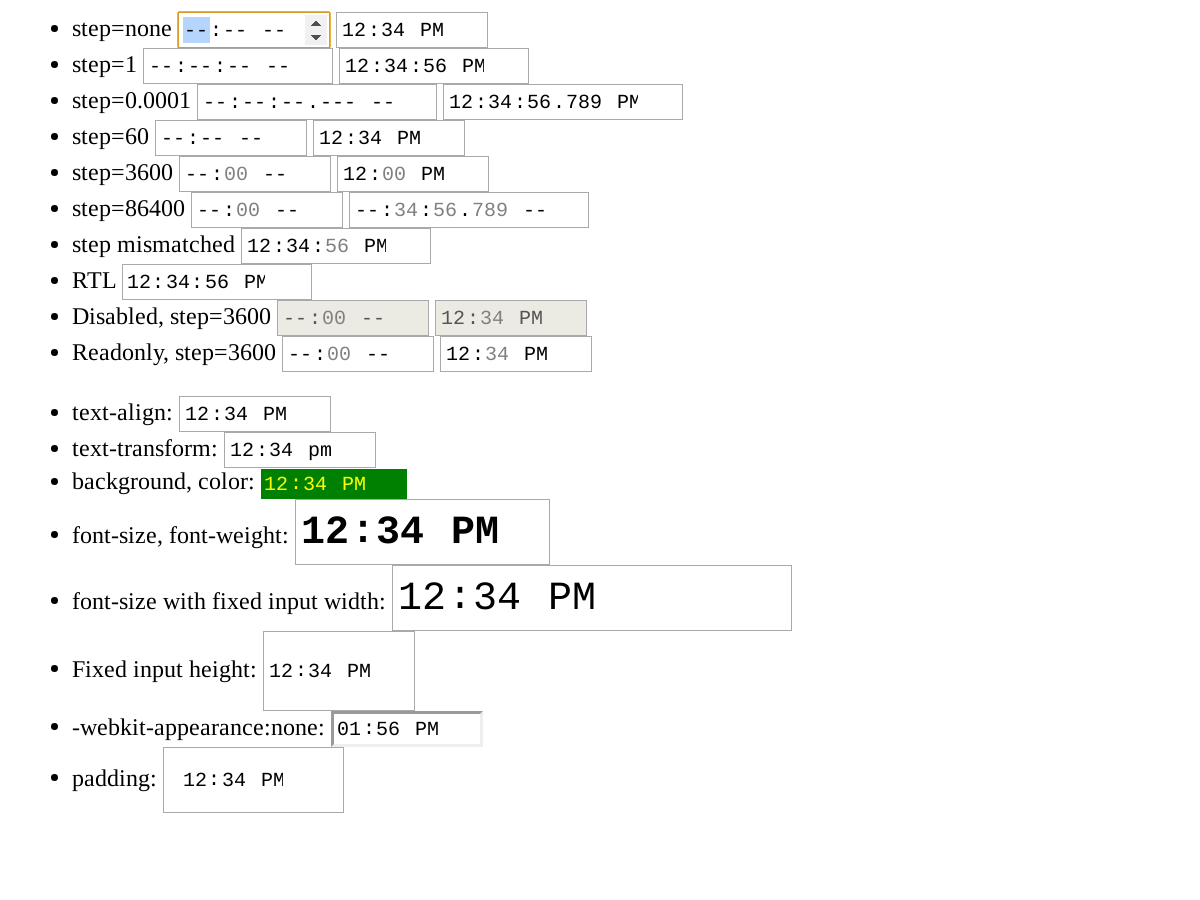 step=none --:-- -- 12:34 PM
step=1 --:--:-- -- 12:34:56 PM
step=0.0001 --:--:--.--- -- 12:34:56.789 PM
step=60 --:-- -- 12:34 PM
step=3600 --:00 -- 12:00 PM
step=86400 --:00 -- --:34:56.789 --
step mismatched 12:34:56 PM
RTL 12:34:56 PM
Disabled, step=3600 --:00 -- 12:34 PM
Readonly, step=3600 --:00 -- 12:34 PM
text-align: 12:34 PM
text-transform: 12:34 pm
background, color: 12:34 PM
font-size, font-weight: 12:34 PM
font-size with fixed input width: 12:34 PM
Fixed input height: 12:34 PM
-webkit-appearance:none: 01:56 PM
padding: 12:34 PM